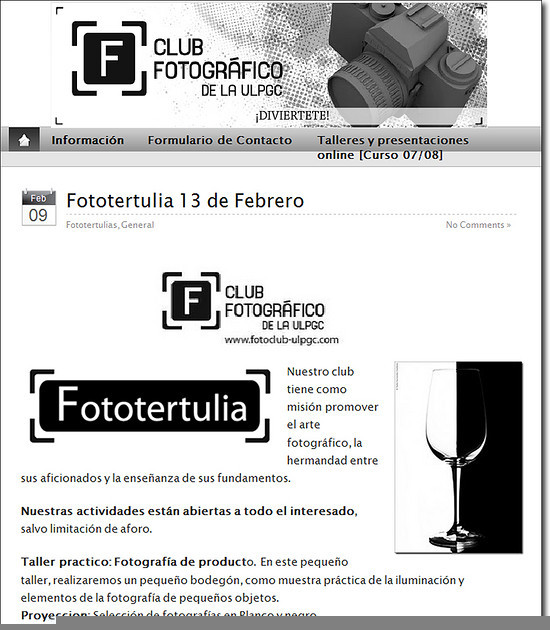 F
CLUB
FOTOGRÁFICO
DE LA ULPGC
¡DIVIERTETE!
Información
Formulario de Contacto
Talleres y presentaciones
online [Curso 07/08]
Feb
09
Fototertulia 13 de Febrero
Fototertulias, General
No Comments »
F
CLUB
FOTOGRÁFICO
DE LA ULPGC
www.fotoclub-ulpgc.com
Fototertulia
Nuestro club
tiene como
misión promover
el arte
fotográfico, la
hermandad entre
sus aficionados y la enseñanza de sus fundamentos.
Nuestras actividades están abiertas a todo el interesado,
salvo limitación de aforo.
Taller practico: Fotografía de producto. En este pequeño
taller, realizaremos un pequeño bodegón, como muestra práctica de la iluminación y
elementos de la fotografía de pequeños objetos.
Proyeccion: Selección de fotografías en Blanco y negro